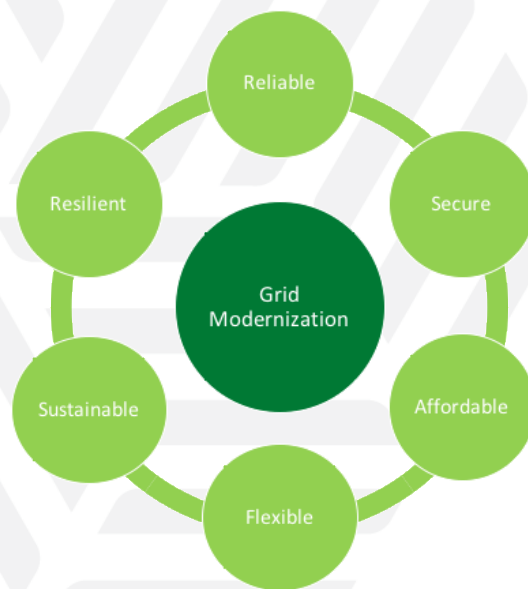 Reliable
Resilient
Secure
Grid
Modernization
Sustainable
Affordable
Flexible